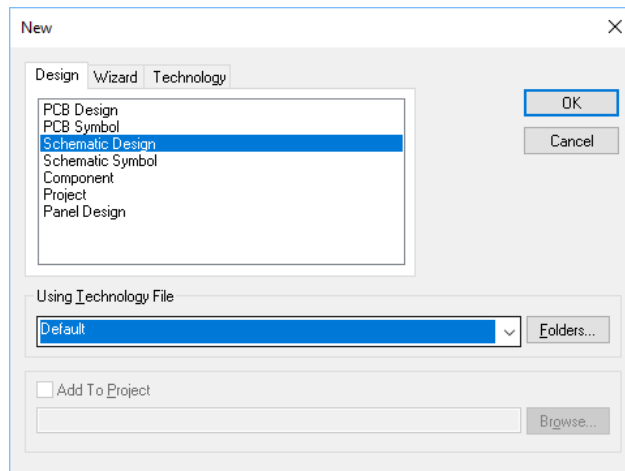 New
Design Wizard Technology
PCB Design
PCB Symbol
Schematic Design
Schematic Symbol
Component
Project
Panel Design
OK
Cancel
Using Technology File
Default
Folders...
Add To Project
Browse...